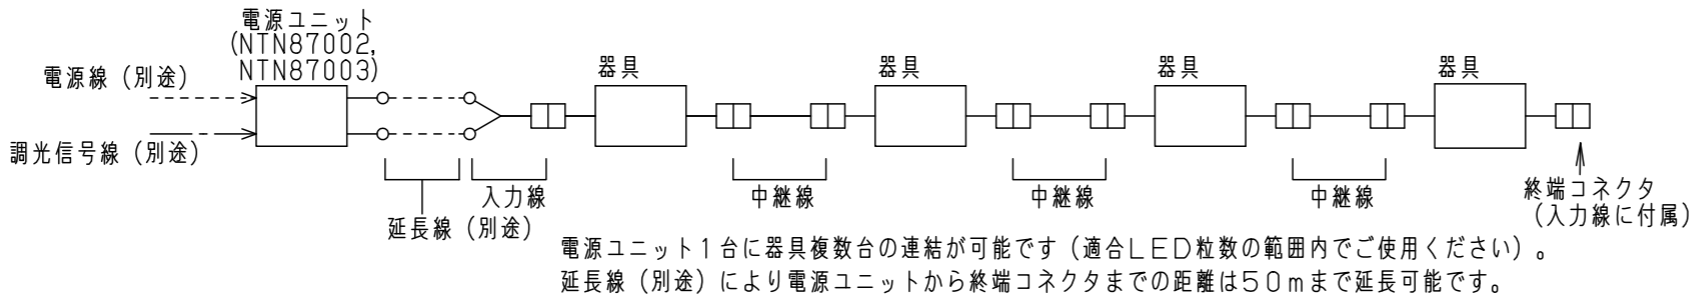 電源ユニット
(NTN87002,
NTN87003)
電源線（別途）
調光信号線（別途）
器具
器具
器具
器具
延長線（別途）
入力線
中継線
中継線
中継線
終端コネクタ
（入力線に付属）
電源ユニット１台に器具複数台の連結が可能です（適合ＬＥＤ粒数の範囲内でご使用ください）。
延長線（別途）により電源ユニットから終端コネクタまでの距離は５０ｍまで延長可能です。